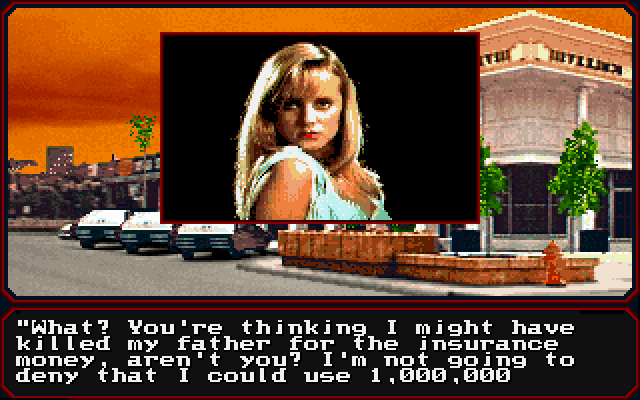 "What? You're thinking I might have
killed my father for the insurance
money, aren't you? I'm not going to
deny that I could use 1,000,000